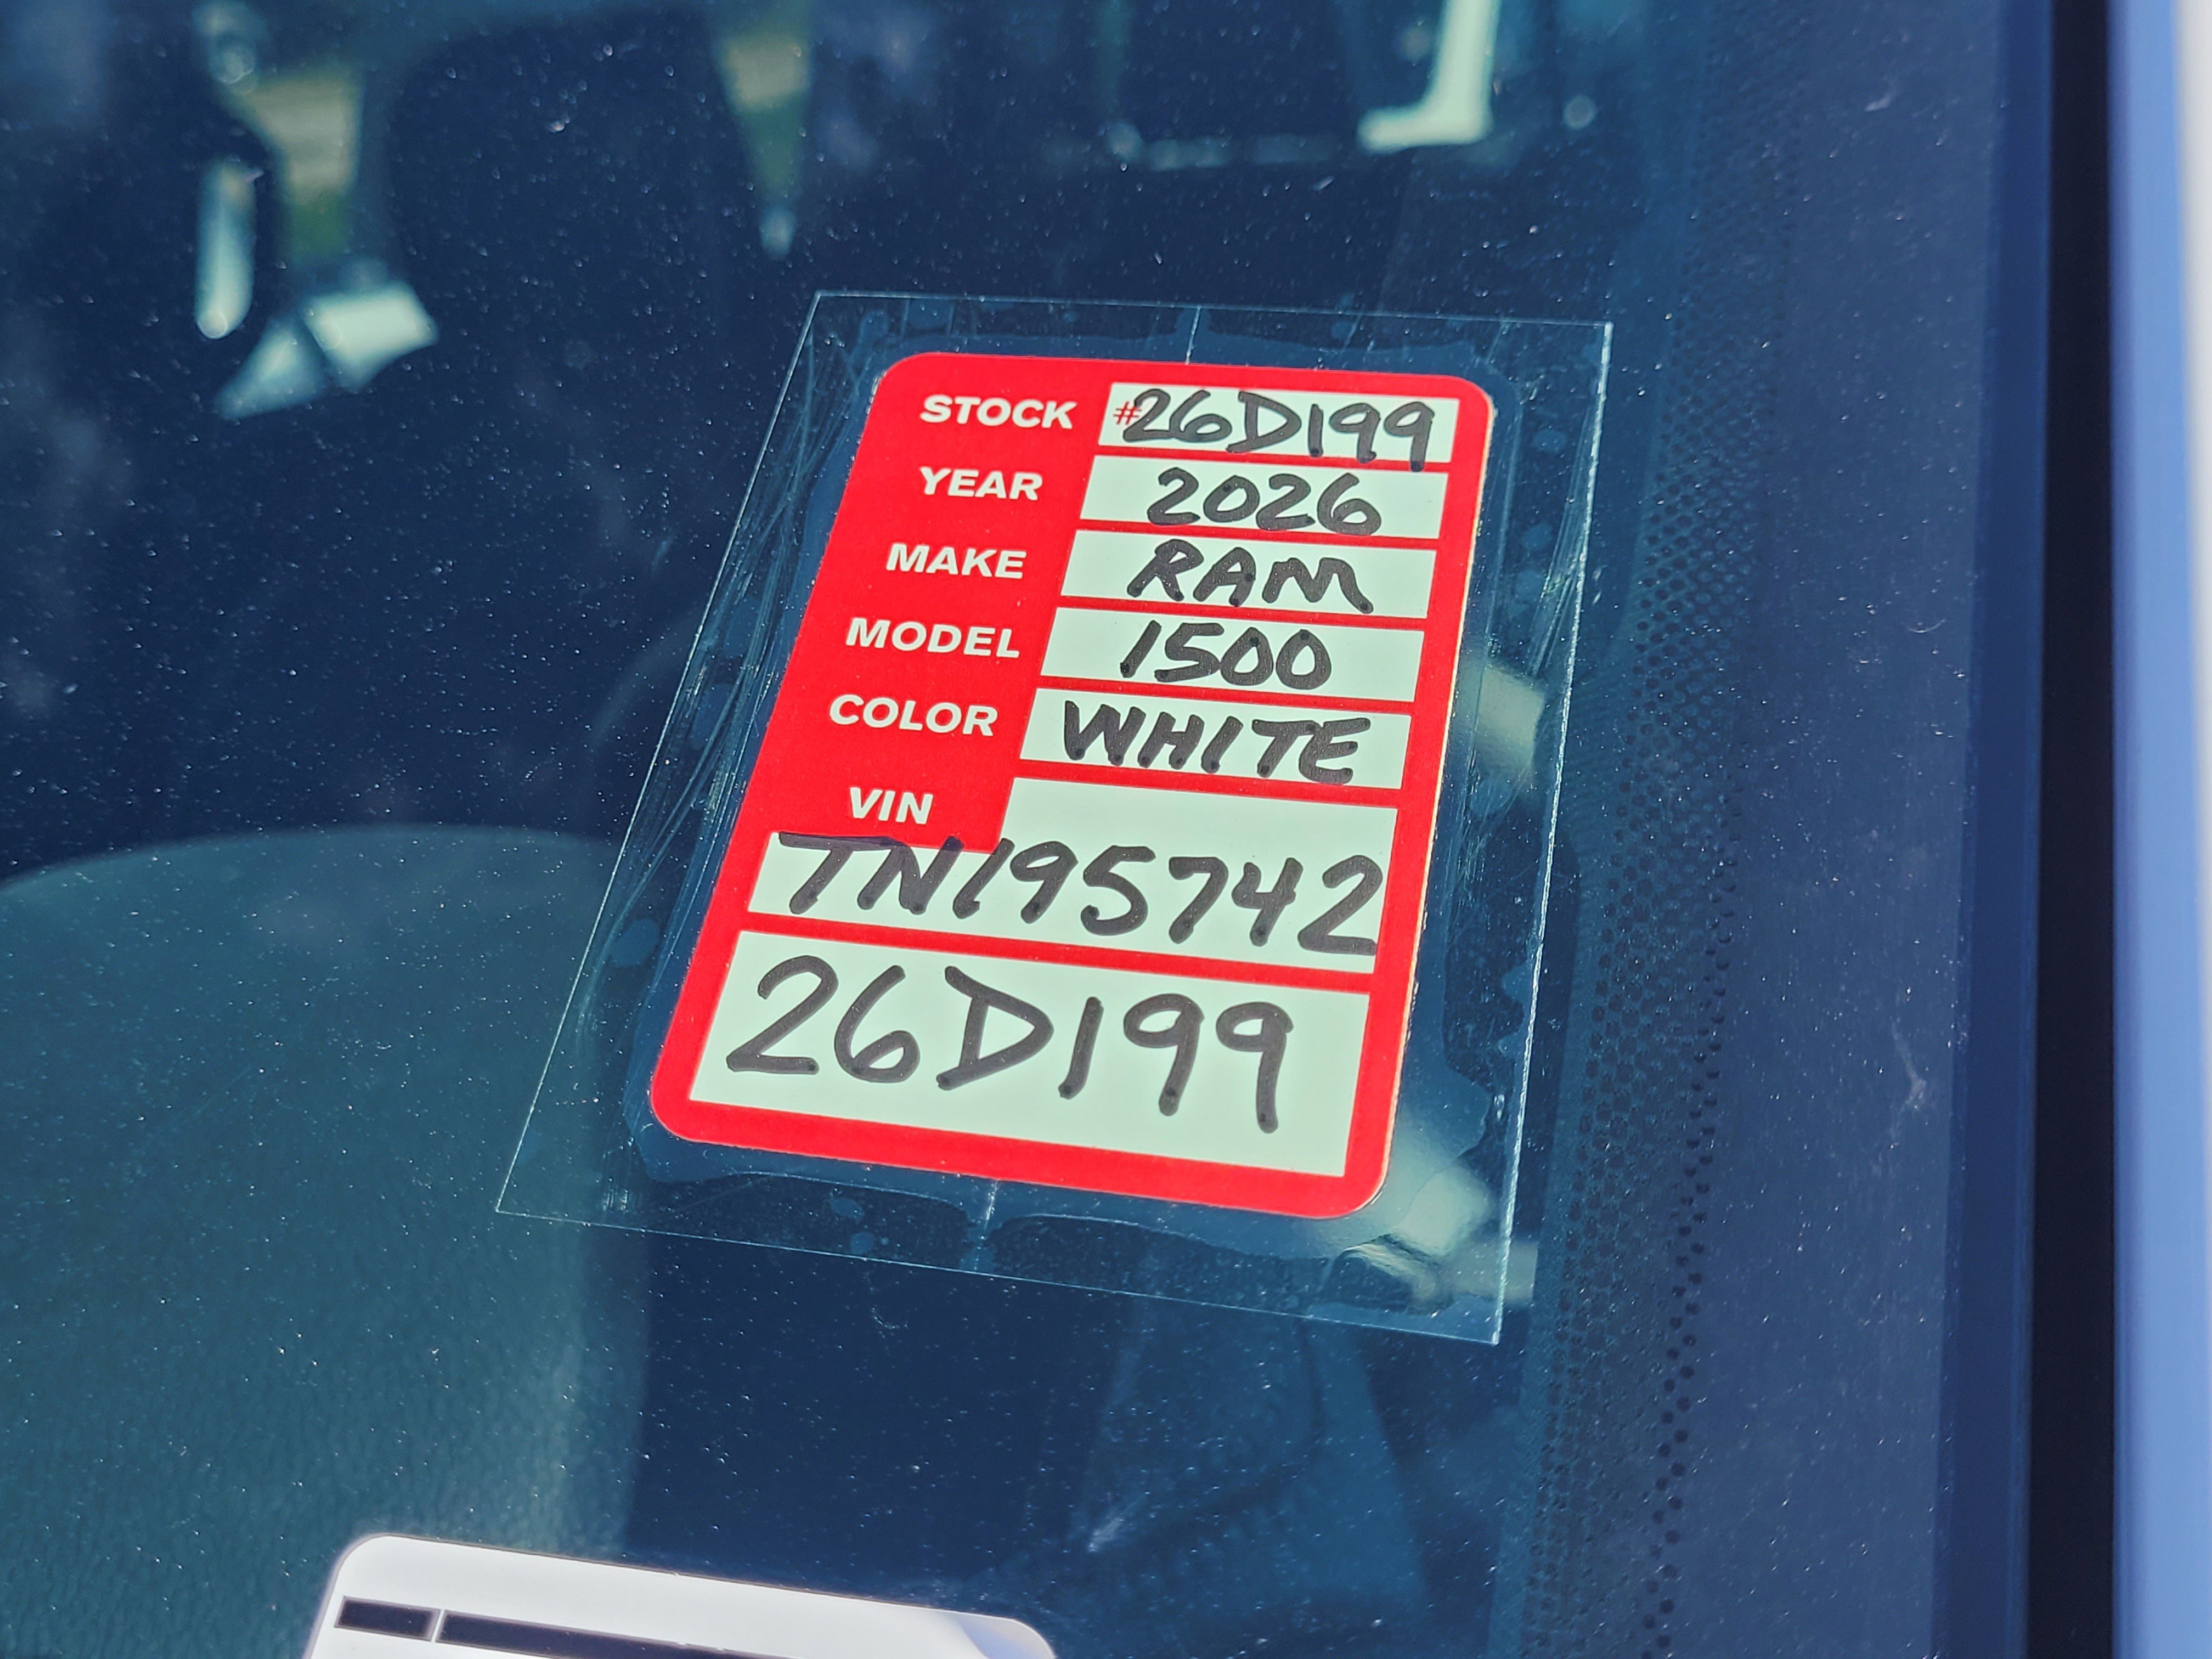 STOCK #26D199
YEAR 2026
MAKE RAM
MODEL 1500
COLOR WHITE
VIN
TN195742
26D199